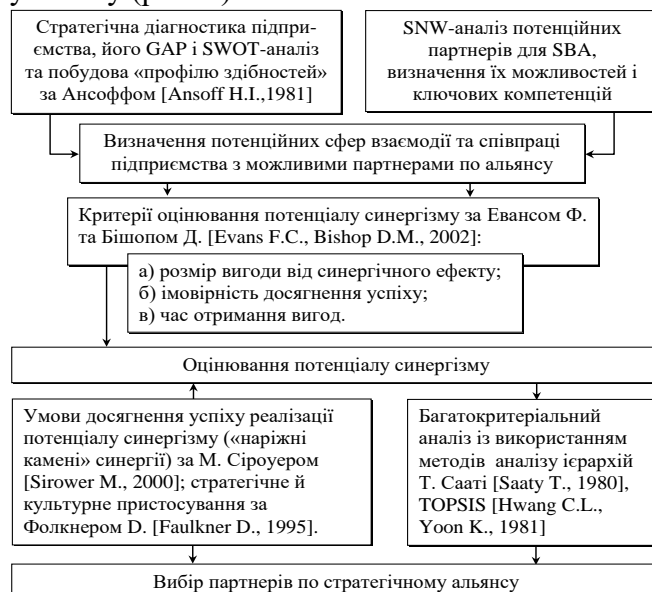 Стратегічна діагностика підпри-
ємства, його GAP і SWOT-аналіз
та побудова «профілю здібностей»
за Ансоффом [Ansoff H.I.,1981]
SNW-аналіз потенційних
партнерів для SBA,
визначення їх можливостей і
ключових компетенцій
Визначення потенційних сфер взаємодії та співпраці
підприємства з можливими партнерами по альянсу
Критерії оцінювання потенціалу синергізму за Евансом Ф.
та Бішопом Д. [Evans F.C., Bishop D.M., 2002]:
а) розмір вигоди від синергічного ефекту;
б) імовірність досягнення успіху;
в) час отримання вигод.
Оцінювання потенціалу синергізму
Умови досягнення успіху реалізації
потенціалу синергізму («наріжні
камені» синергії) за М. Сіроуером
[Sirower M., 2000]; стратегічне й
культурне пристосування за
Фолкнером D. [Faulkner D., 1995].
Багатокритеріальний
аналіз із використанням
методів аналізу ієрархій
Т. Сааті [Saaty T., 1980],
TOPSIS [Hwang C.L.,
Yoon K., 1981]
Вибір партнерів по стратегічному альянсу